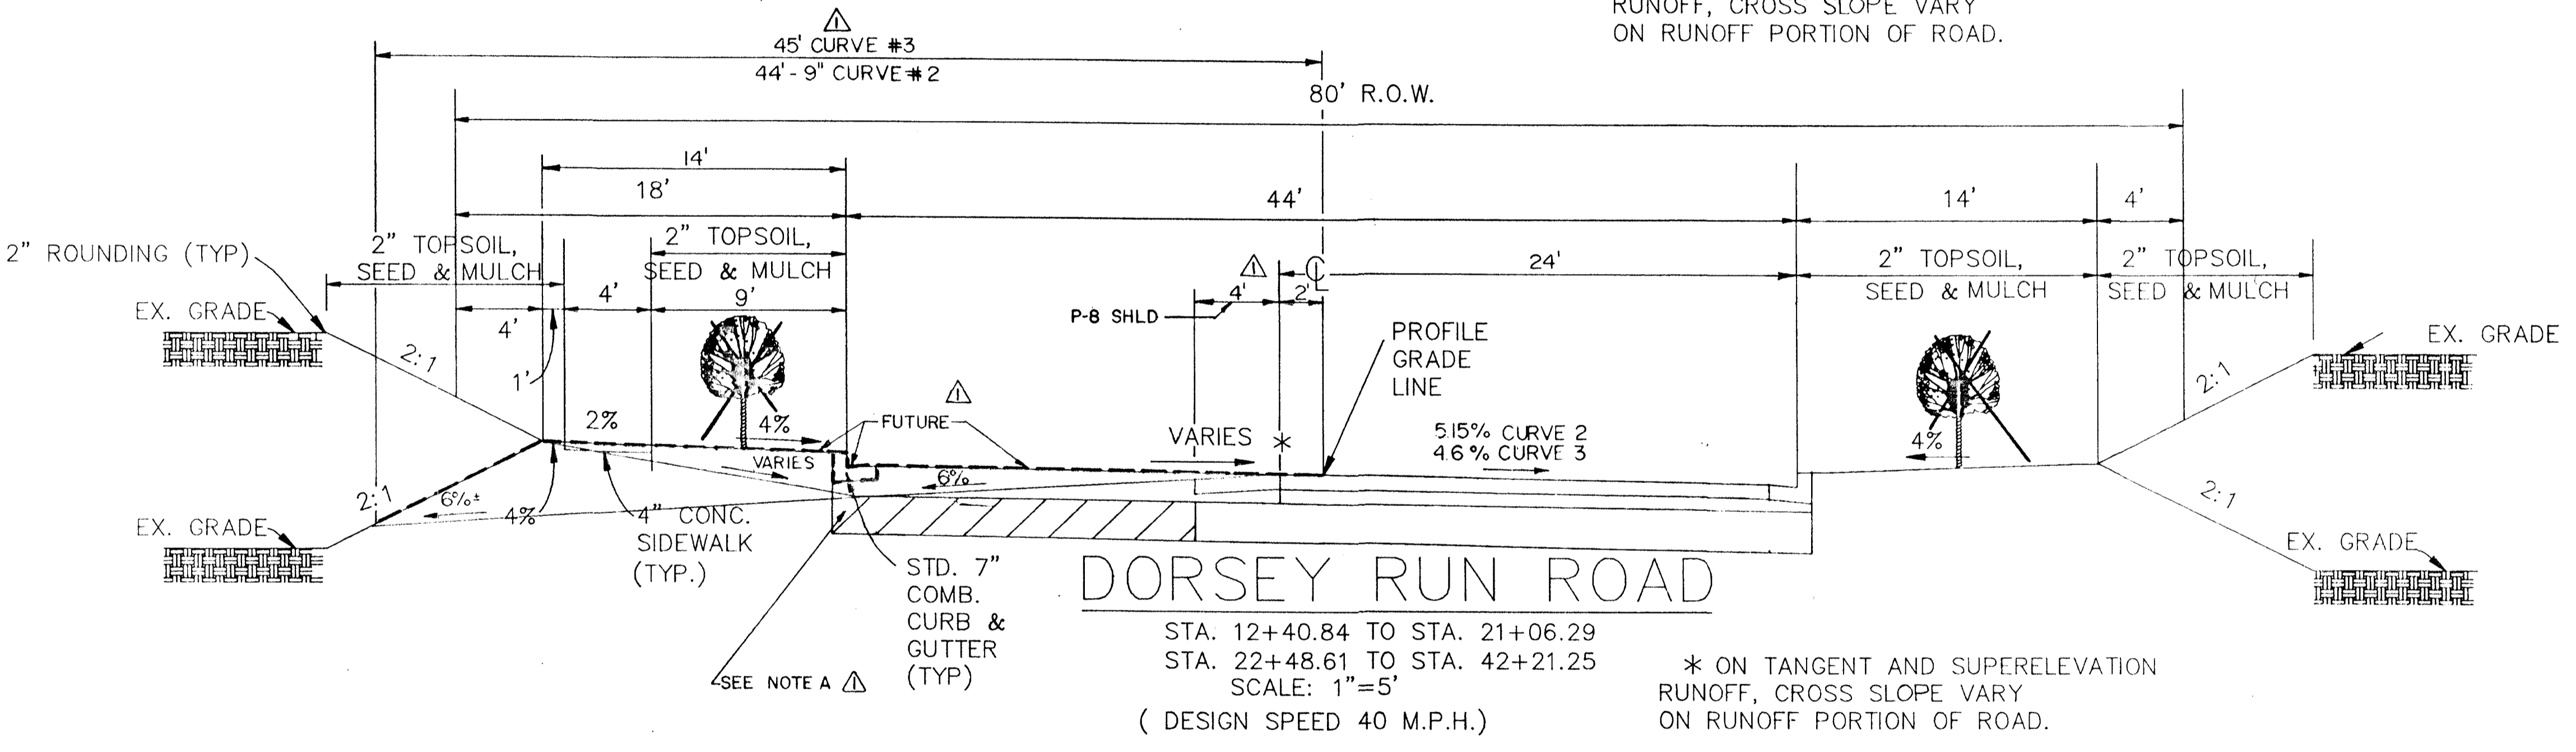 RUNOFF, CROSS SLOPE VARY
ON RUNOFF PORTION OF ROAD.
1
45' CURVE #3
44'-9" CURVE #2
80' R.O.W.
14'
18'
44'
14'
4'
2" ROUNDING (TYP)
2" TOPSOIL,
SEED & MULCH
2" TOPSOIL,
SEED & MULCH
4'
4'
9'
1'
1
4'
2'
CL
24'
P-8 SHLD
2" TOPSOIL,
SEED & MULCH
2" TOPSOIL,
SEED & MULCH
EX. GRADE
EX. GRADE
2:1
2:1
PROFILE
GRADE
LINE
2%
4%
1
FUTURE
VARIES
VARIES *
5.15% CURVE 2
4.6% CURVE 3
4%
6%
2:1
6%±
4%
2:1
EX. GRADE
EX. GRADE
4" CONC.
SIDEWALK
(TYP.)
STD. 7"
COMB.
CURB &
GUTTER
(TYP)
SEE NOTE A 1
DORSEY RUN ROAD
STA. 12+40.84 TO STA. 21+06.29
STA. 22+48.61 TO STA. 42+21.25
SCALE: 1"=5'
( DESIGN SPEED 40 M.P.H.)
* ON TANGENT AND SUPERELEVATION
RUNOFF, CROSS SLOPE VARY
ON RUNOFF PORTION OF ROAD.